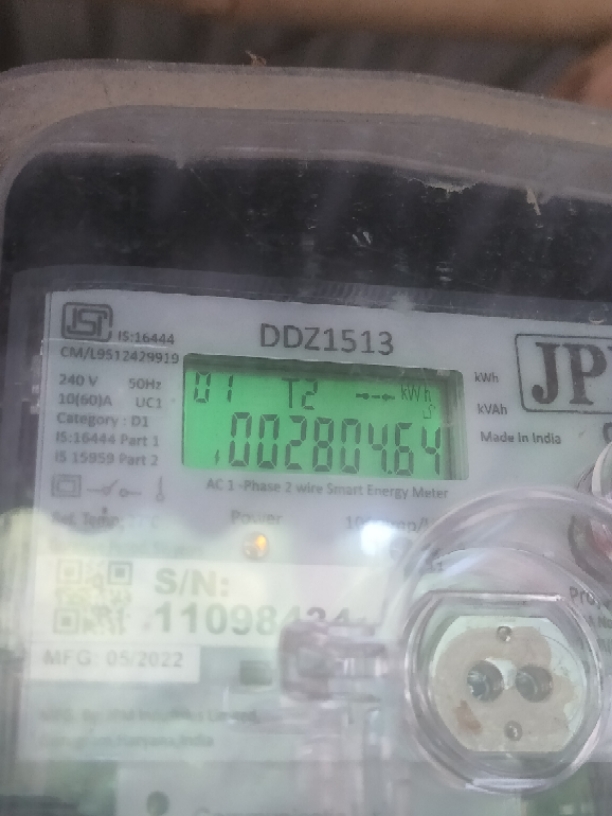 IS:16444
CM/L9512429919
DDZ1513
JP
240 V 50Hz
10(60)A UC1
Category : D1
IS:16444 Part 1
IS 15959 Part 2
01 T2 kWh
002804.64
kWh
kVAh
Made in India
AC 1 -Phase 2 wire Smart Energy Meter
Power
S/N:
11098
MFG: 05/2022